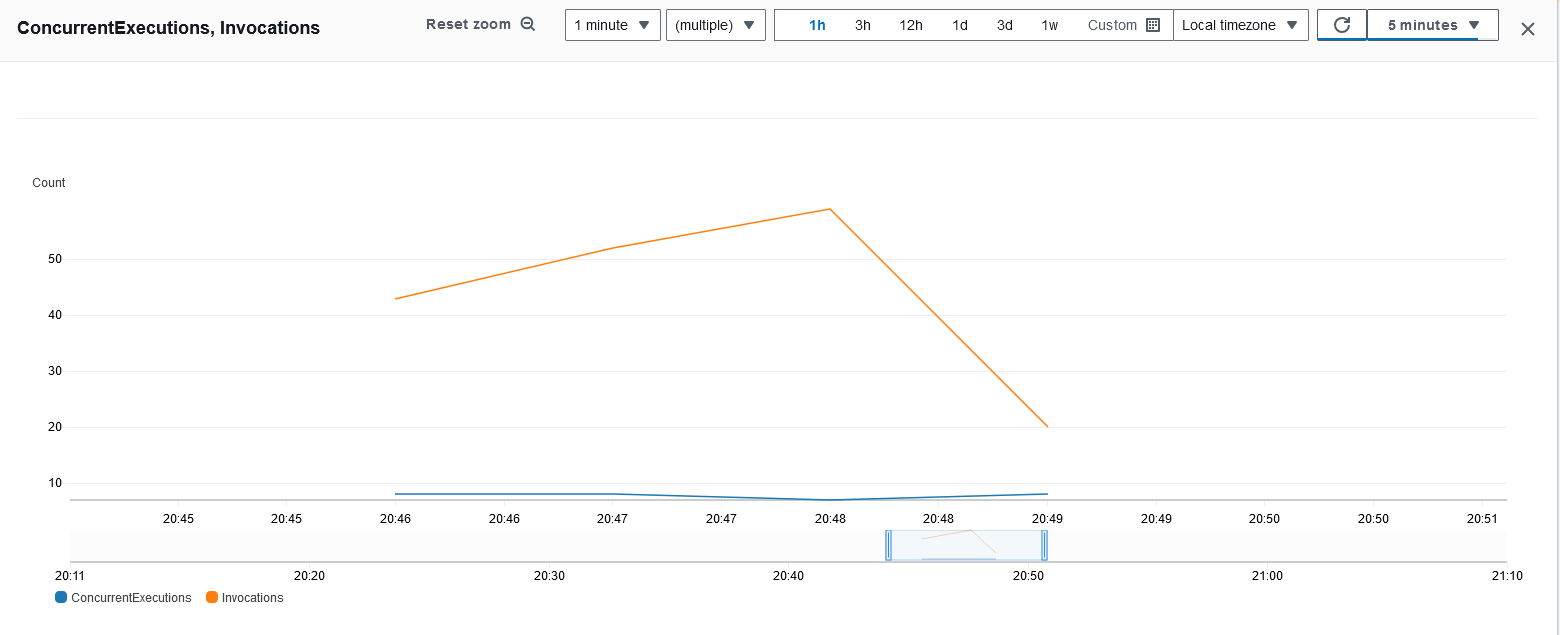 ConcurrentExecutions, Invocations
Reset zoom
1 minute
(multiple)
1h 3h 12h 1d 3d 1w Custom
Local timezone
5 minutes
Count
50
40
30
20
10
20:45 20:45 20:46 20:46 20:47 20:47 20:48 20:48 20:49 20:49 20:50 20:50 20:51
20:11 20:20 20:30 20:40 20:50 21:00 21:10
ConcurrentExecutions Invocations